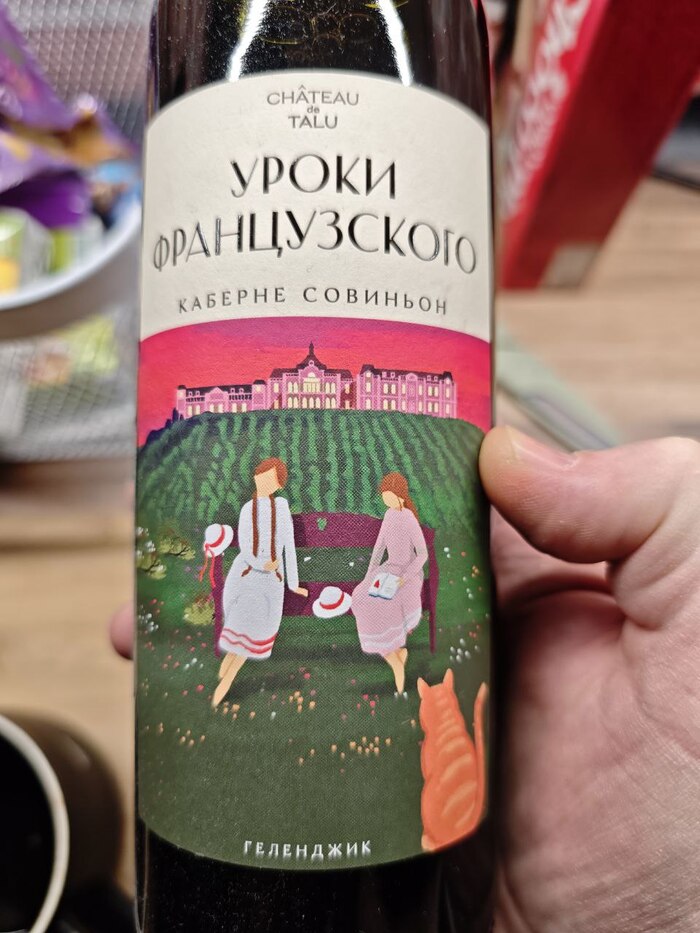 CHÂTEAU
de
TALU
УРОКИ
ФРАНЦУЗСКОГО
КАБЕРНЕ СОВИНЬОН
ГЕЛЕНДЖИК